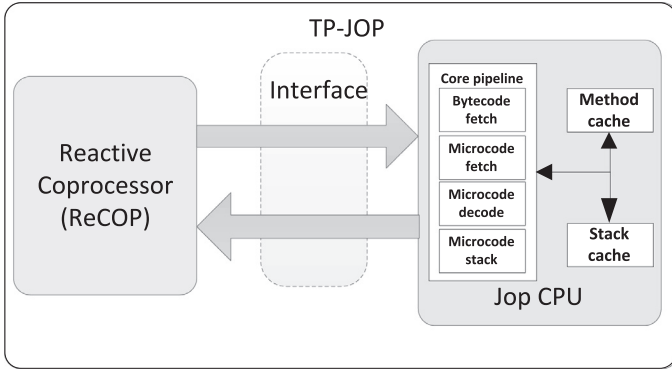 TP-JOP
Reactive
Coprocessor
(ReCOP)
Interface
Core pipeline
Bytecode
fetch
Microcode
fetch
Microcode
decode
Microcode
stack
Method
cache
Stack
cache
Jop CPU